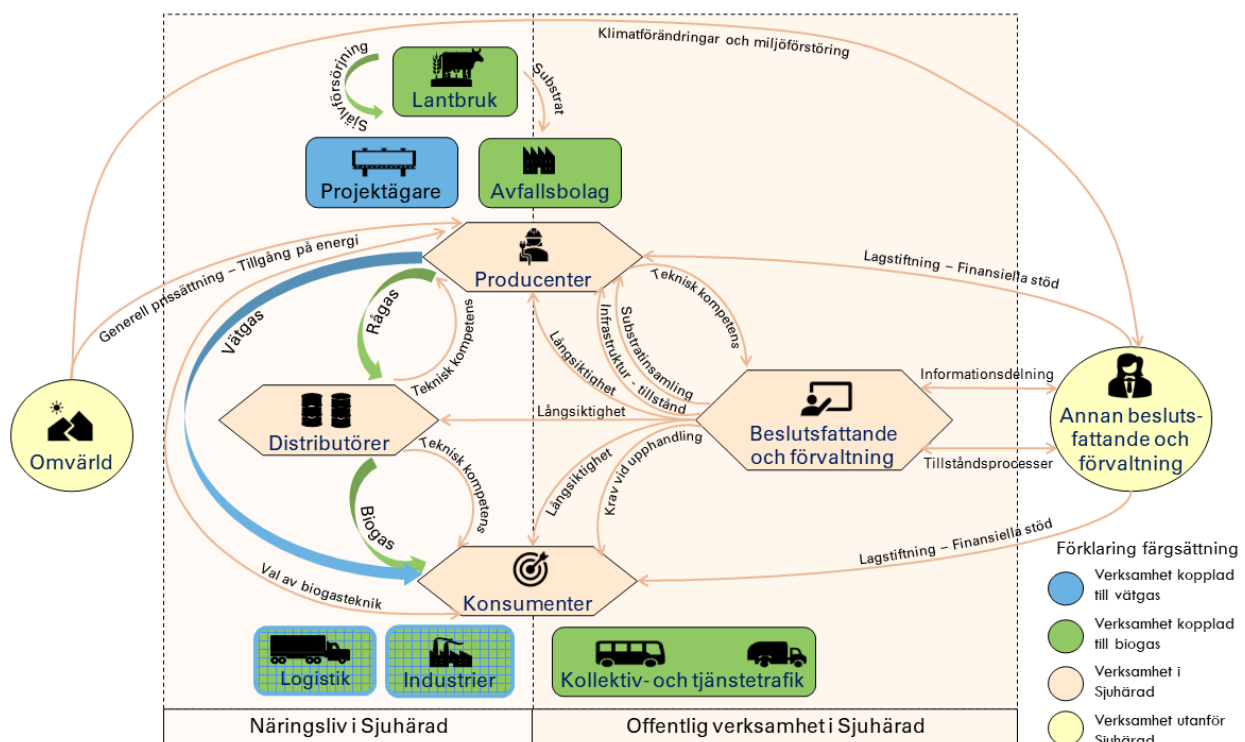 Klimatförändringar och miljöförstöring
Självförsörjning
Lantbruk
Substrat
Projektägare
Avfallsbolag
Generell prissättning – Tillgång på energi
Producenter
Lagstiftning – Finansiella stöd
Vätgas
Rågas
Teknisk kompetens
Långsiktighet
Infrastruktur - tillstånd
Substratinsamling
Teknisk kompetens
Informationsdelning
Omvärld
Distributörer
Långsiktighet
Beslutsfattande
och förvaltning
Annan besluts-
fattande och
förvaltning
Tillståndsprocesser
Biogas
Teknisk kompetens
Långsiktighet
Krav vid upphandling
Lagstiftning – Finansiella stöd
Val av biogasteknik
Konsumenter
Logistik
Industrier
Kollektiv- och tjänstetrafik
Näringsliv i Sjuhärad
Offentlig verksamhet i Sjuhärad
Förklaring färgsättning
Verksamhet kopplad
till vätgas
Verksamhet kopplad
till biogas
Verksamhet i
Sjuhärad
Verksamhet utanför
Sjuhärad